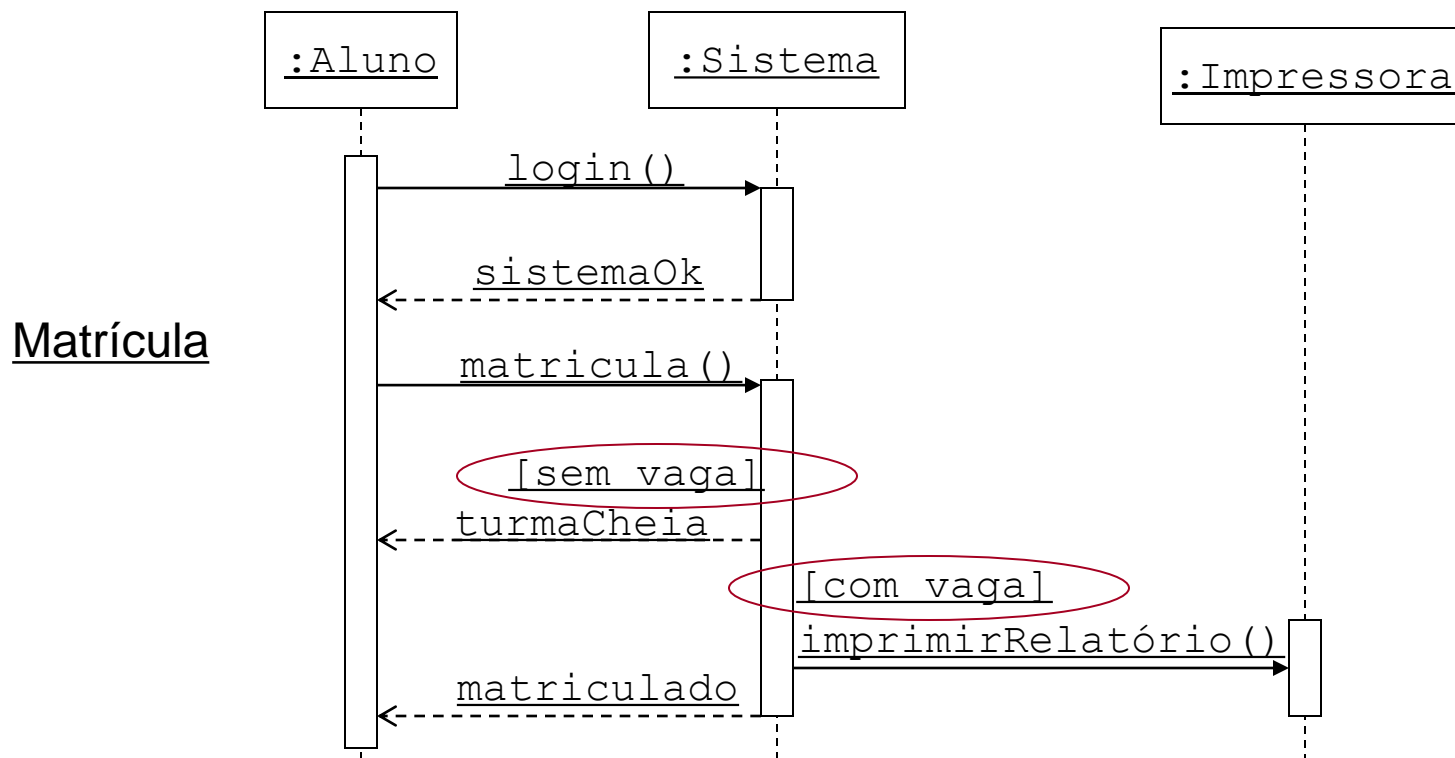 :Aluno
:Sistema
:Impressora
login()
sistemaOk
Matrícula
matricula()
[sem vaga]
turmaCheia
[com vaga]
imprimirRelatório()
matriculado